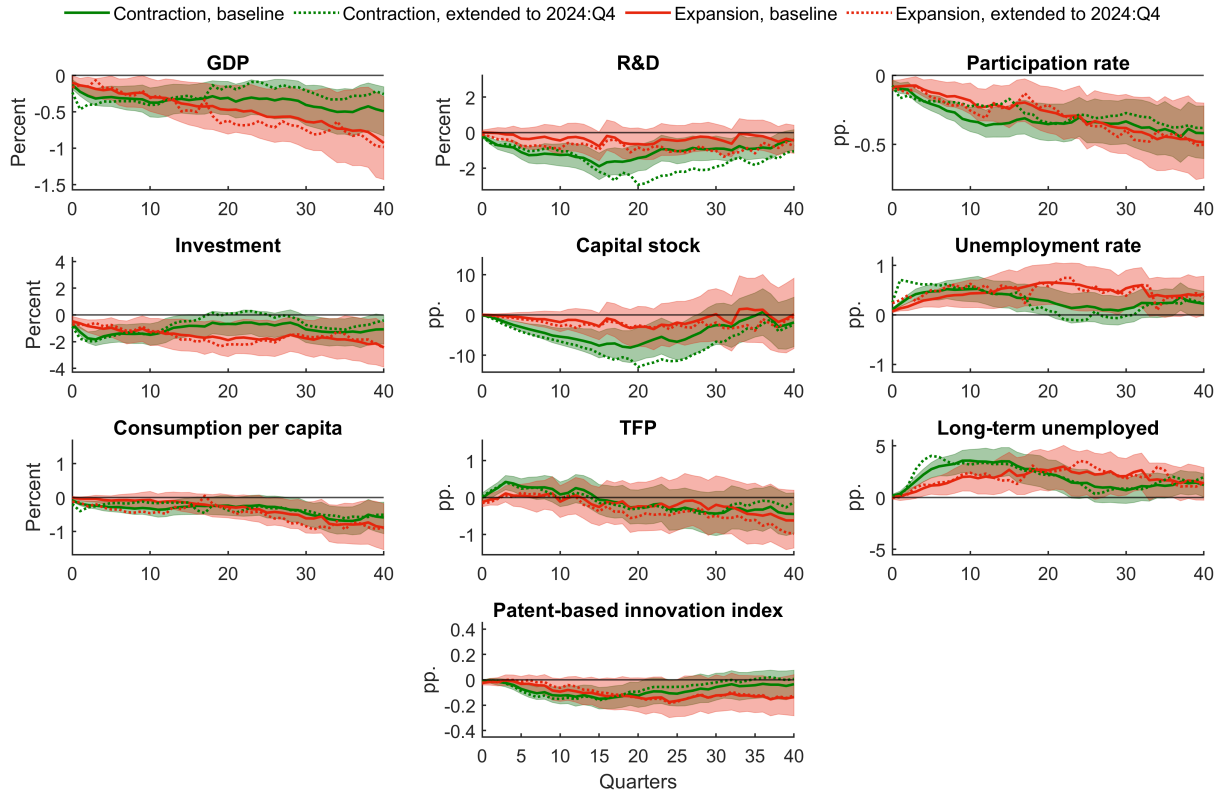 Contraction, baseline Contraction, extended to 2024:Q4 Expansion, baseline Expansion, extended to 2024:Q4
GDP
Percent
0
-0.5
-1
-1.5
0 10 20 30 40
R&D
Percent
2
0
-2
0 10 20 30 40
Participation rate
pp.
0
-0.5
0 10 20 30 40
Investment
Percent
4
2
0
-2
-4
0 10 20 30 40
Capital stock
pp.
10
0
-10
0 10 20 30 40
Unemployment rate
pp.
1
0
-1
0 10 20 30 40
Consumption per capita
Percent
1
0
-1
0 10 20 30 40
TFP
pp.
1
0
-1
0 10 20 30 40
Long-term unemployed
pp.
5
0
-5
0 10 20 30 40
Patent-based innovation index
pp.
0.4
0.2
0
-0.2
-0.4
0 5 10 15 20 25 30 35 40
Quarters